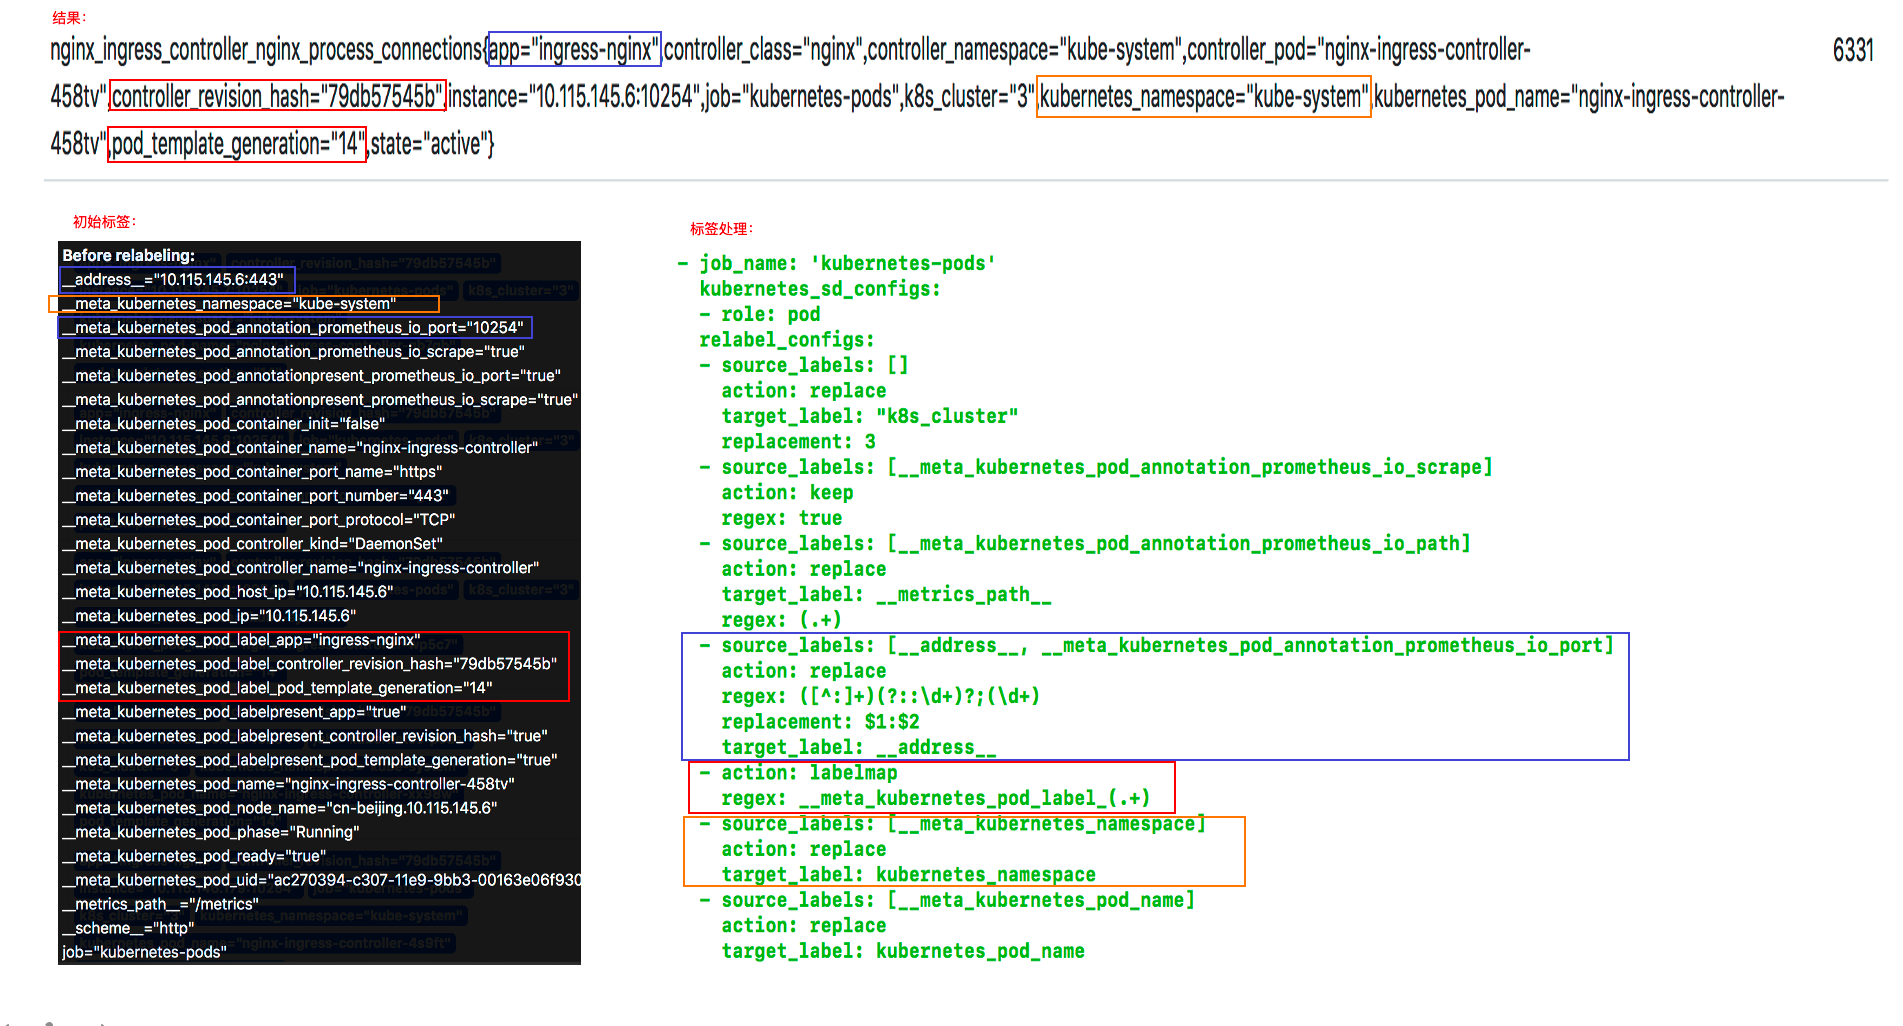 结果：
nginx_ingress_controller_nginx_process_connections{app="ingress-nginx",controller_class="nginx",controller_namespace="kube-system",controller_pod="nginx-ingress-controller-
6331
458tv",controller_revision_hash="79db57545b",instance="10.115.145.6:10254",job="kubernetes-pods",k8s_cluster="3",kubernetes_namespace="kube-system",kubernetes_pod_name="nginx-ingress-controller-
458tv",pod_template_generation="14",state="active"}
初始标签：
Before relabeling:
__address__="10.115.145.6:443"
__meta_kubernetes_namespace="kube-system"
__meta_kubernetes_pod_annotation_prometheus_io_port="10254"
__meta_kubernetes_pod_annotation_prometheus_io_scrape="true"
__meta_kubernetes_pod_annotationpresent_prometheus_io_port="true"
__meta_kubernetes_pod_annotationpresent_prometheus_io_scrape="true"
__meta_kubernetes_pod_container_init="false"
__meta_kubernetes_pod_container_name="nginx-ingress-controller"
__meta_kubernetes_pod_container_port_name="https"
__meta_kubernetes_pod_container_port_number="443"
__meta_kubernetes_pod_container_port_protocol="TCP"
__meta_kubernetes_pod_controller_kind="DaemonSet"
__meta_kubernetes_pod_controller_name="nginx-ingress-controller"
__meta_kubernetes_pod_host_ip="10.115.145.6"
__meta_kubernetes_pod_ip="10.115.145.6"
__meta_kubernetes_pod_label_app="ingress-nginx"
__meta_kubernetes_pod_label_controller_revision_hash="79db57545b"
__meta_kubernetes_pod_label_pod_template_generation="14"
__meta_kubernetes_pod_labelpresent_app="true"
__meta_kubernetes_pod_labelpresent_controller_revision_hash="true"
__meta_kubernetes_pod_labelpresent_pod_template_generation="true"
__meta_kubernetes_pod_name="nginx-ingress-controller-458tv"
__meta_kubernetes_pod_node_name="cn-beijing.10.115.145.6"
__meta_kubernetes_pod_phase="Running"
__meta_kubernetes_pod_ready="true"
__meta_kubernetes_pod_uid="ac270394-c307-11e9-9bb3-00163e06f930
__metrics_path__="/metrics"
__scheme__="http"
job="kubernetes-pods"
标签处理：
- job_name: 'kubernetes-pods'
kubernetes_sd_configs:
- role: pod
relabel_configs:
- source_labels: []
action: replace
target_label: "k8s_cluster"
replacement: 3
- source_labels: [__meta_kubernetes_pod_annotation_prometheus_io_scrape]
action: keep
regex: true
- source_labels: [__meta_kubernetes_pod_annotation_prometheus_io_path]
action: replace
target_label: __metrics_path__
regex: (.+)
- source_labels: [__address__, __meta_kubernetes_pod_annotation_prometheus_io_port]
action: replace
regex: ([^:]+)(?::\d+)?;(\d+)
replacement: $1:$2
target_label: __address__
- action: labelmap
regex: __meta_kubernetes_pod_label_(.+)
- source_labels: [__meta_kubernetes_namespace]
action: replace
target_label: kubernetes_namespace
- source_labels: [__meta_kubernetes_pod_name]
action: replace
target_label: kubernetes_pod_name